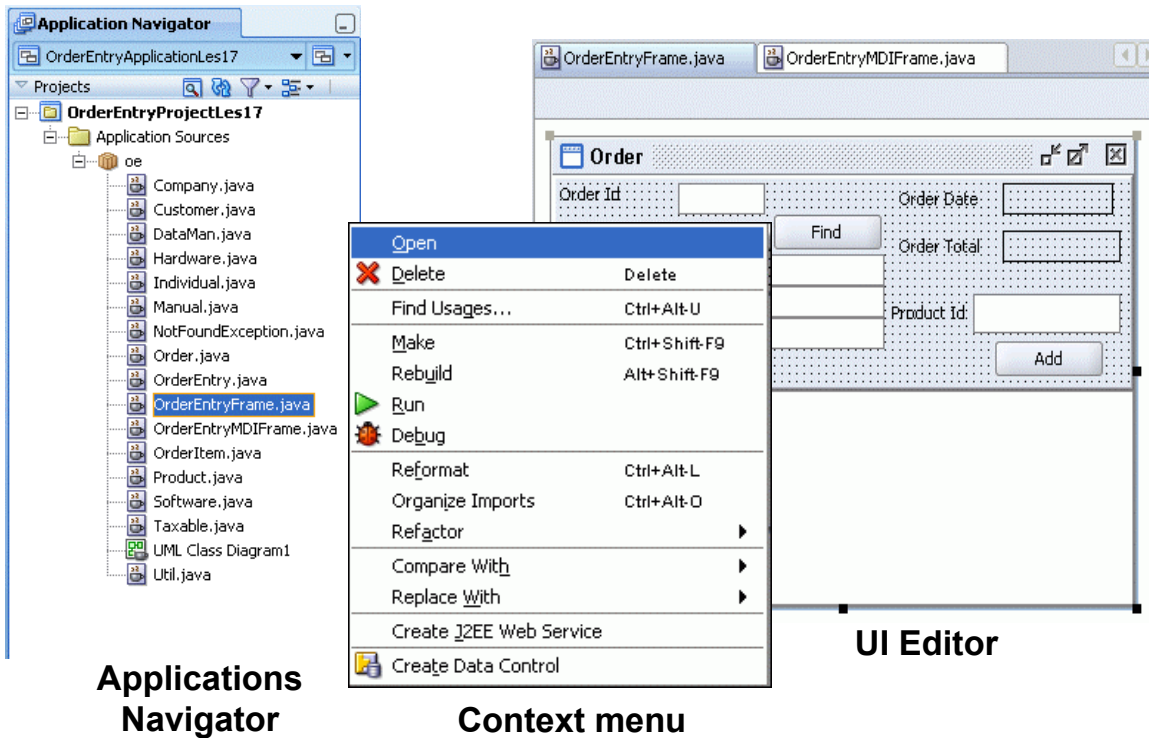 Application Navigator
OrderEntryApplicationLes17
Projects
OrderEntryProjectLes17
Application Sources
oe
Company.java
Customer.java
DataMan.java
Hardware.java
Individual.java
Manual.java
NotFoundException.java
Order.java
OrderEntry.java
OrderEntryFrame.java
OrderEntryMDIFrame.java
OrderItem.java
Product.java
Software.java
Taxable.java
UML Class Diagram1
Util.java
Applications
Navigator
Open
Delete Delete
Find Usages... Ctrl+Alt-U
Make Ctrl+Shift-F9
Rebuild Alt+Shift-F9
Run
Debug
Reformat Ctrl+Alt-L
Organize Imports Ctrl+Alt-O
Refactor
Compare With
Replace With
Create J2EE Web Service
Create Data Control
Context menu
OrderEntryFrame.java OrderEntryMDIFrame.java
Order
Order Id Order Date
Find Order Total
Product Id:
Add
UI Editor